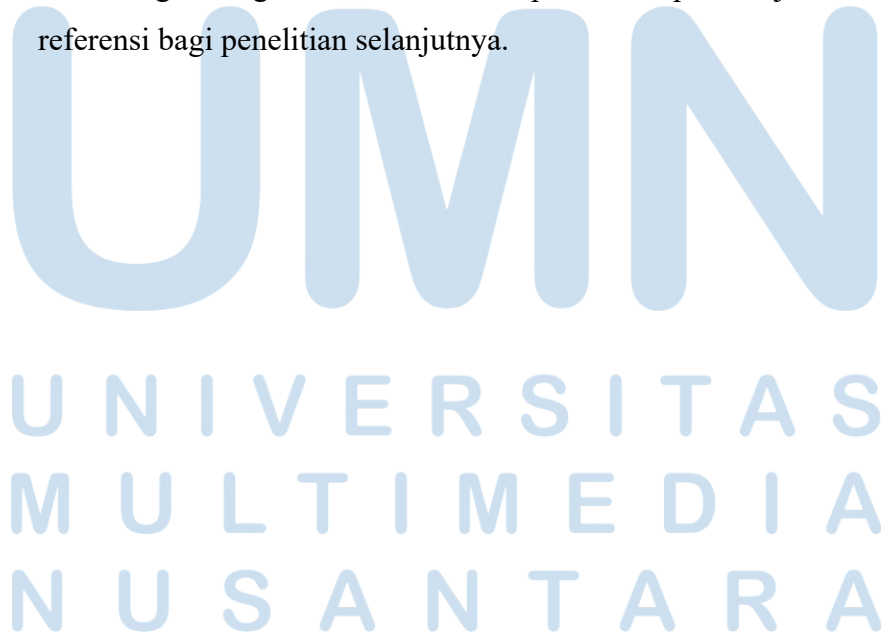 referensi bagi penelitian selanjutnya.
UMN
UNIVERSITAS
MULTIMEDIA
NUSANTARA